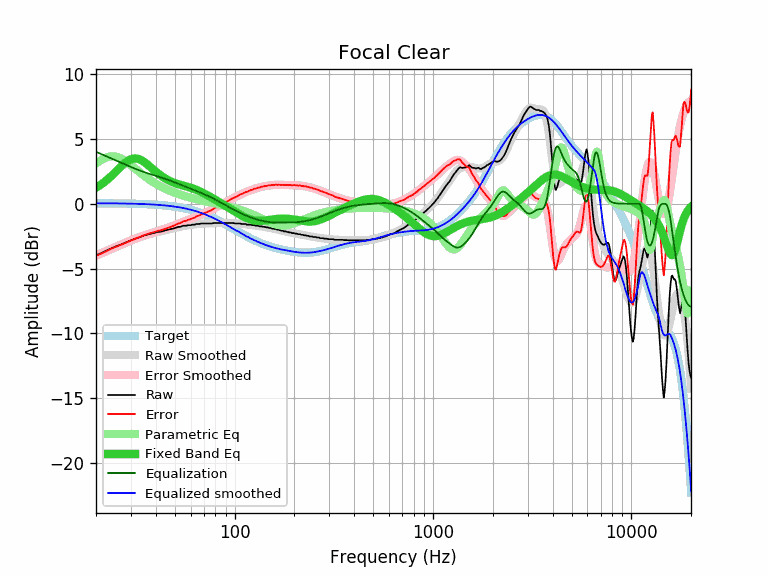 Focal Clear
10
5
0
−5
−10
−15
−20
Amplitude (dBr)
Target
Raw Smoothed
Error Smoothed
Raw
Error
Parametric Eq
Fixed Band Eq
Equalization
Equalized smoothed
100
1000
10000
Frequency (Hz)